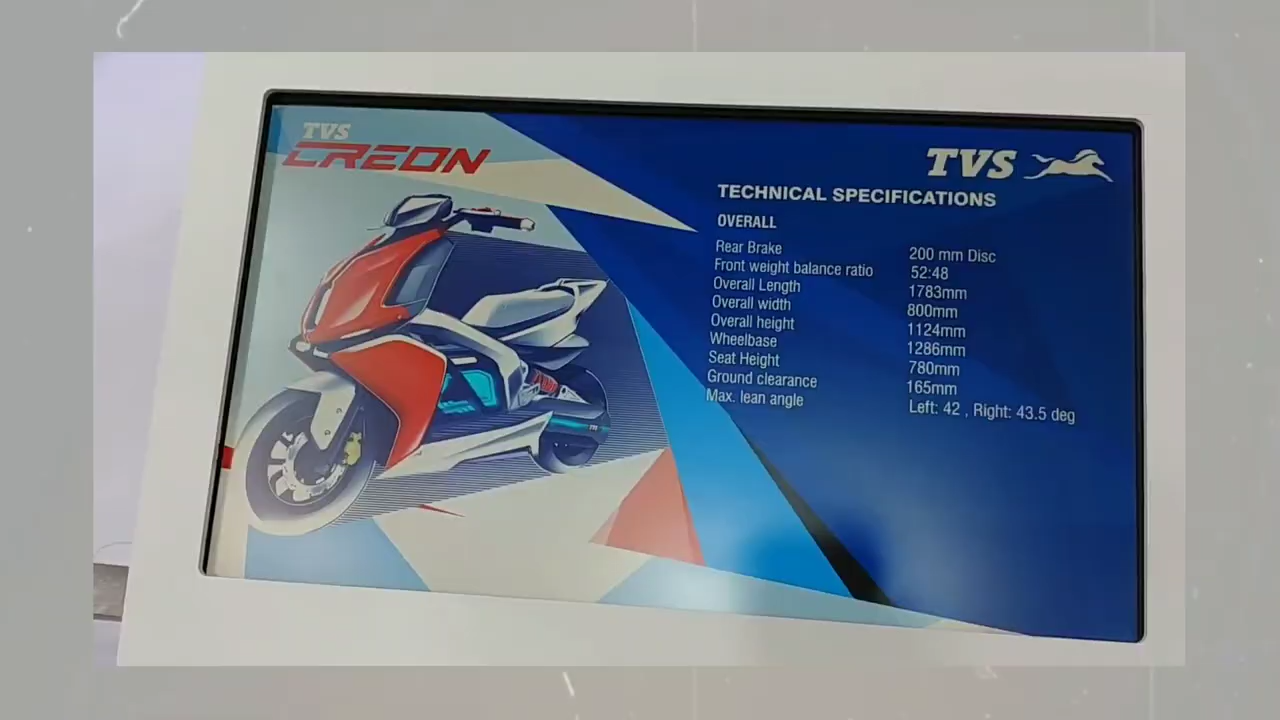 TVS
CREON
TVS
TECHNICAL SPECIFICATIONS
OVERALL
Rear Brake 200 mm Disc
Front weight balance ratio 52:48
Overall Length 1783mm
Overall width 800mm
Overall height 1124mm
Wheelbase 1286mm
Seat Height 780mm
Ground clearance 165mm
Max. lean angle Left: 42 , Right: 43.5 deg